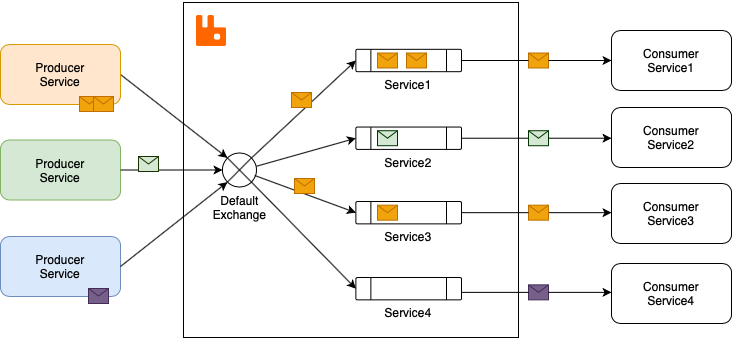 Producer
Service
Producer
Service
Producer
Service
Default
Exchange
Service1
Service2
Service3
Service4
Consumer
Service1
Consumer
Service2
Consumer
Service3
Consumer
Service4